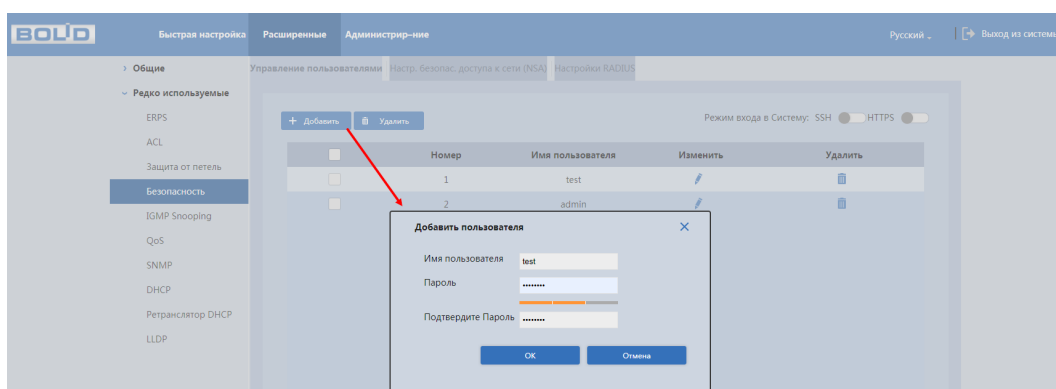 BOLID Быстрая настройка Расширенные Администрир-ние Русский Выход из системы
Общие
Управление пользователями Настр. безопас. доступа к сети (NSA) Настройки RADIUS
Редко используемые
ERPS
ACL
Защита от петель
Безопасность
IGMP Snooping
QoS
SNMP
DHCP
Ретранслятор DHCP
LLDP
+ Добавить Удалить Режим входа в Систему: SSH HTTPS
Номер Имя пользователя Изменить Удалить
1 test
2 admin
Добавить пользователя
Имя пользователя test
Пароль ••••••••
Подтвердите Пароль ••••••••
OK Отмена